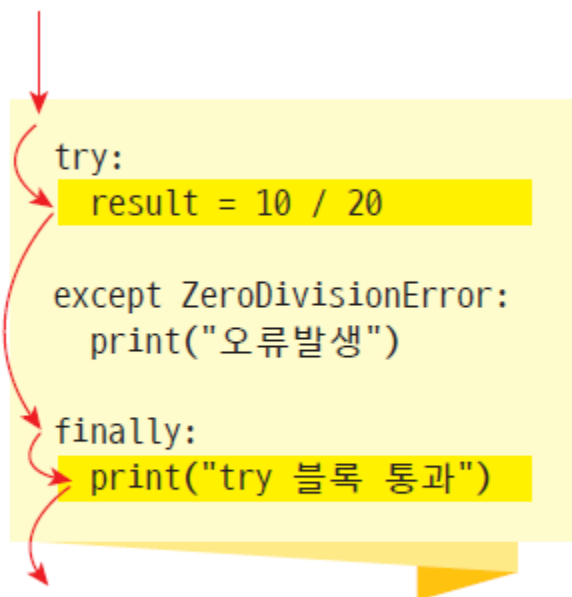 try:
  result = 10 / 20
except ZeroDivisionError:
  print("오류발생")
finally:
  print("try 블록 통과")